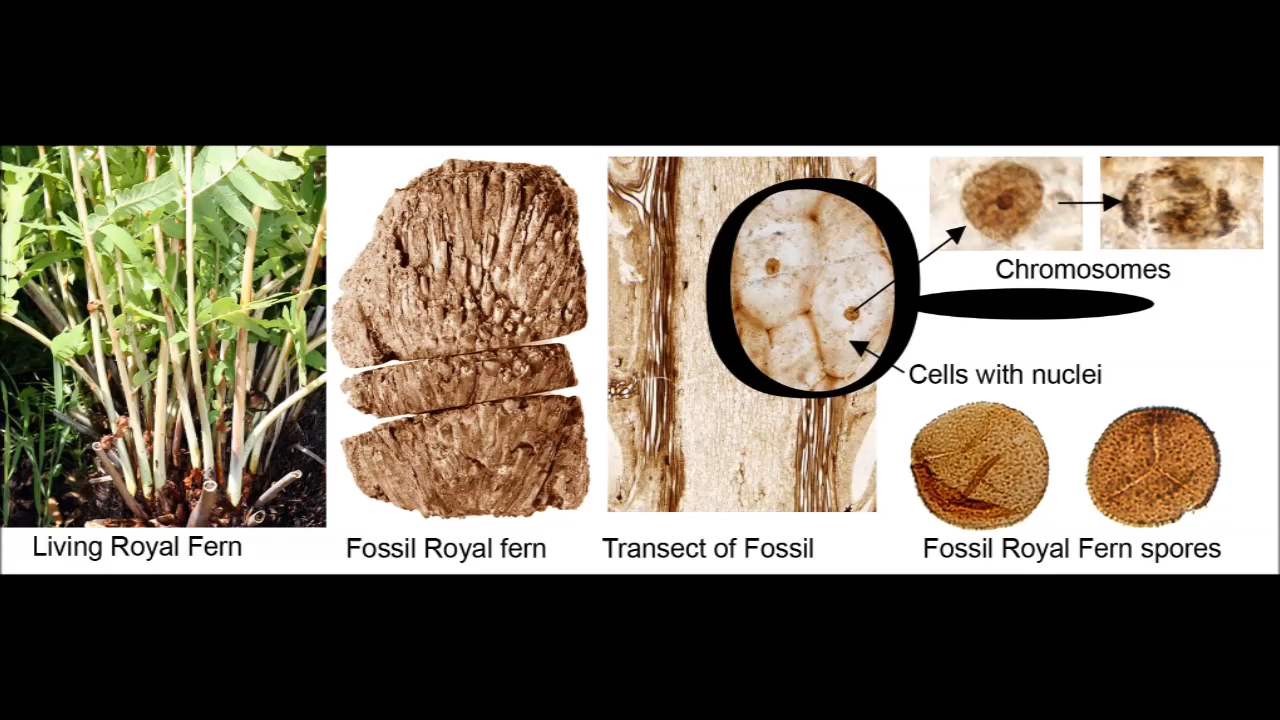 Chromosomes
Cells with nuclei
Living Royal Fern
Fossil Royal fern
Transect of Fossil
Fossil Royal Fern spores